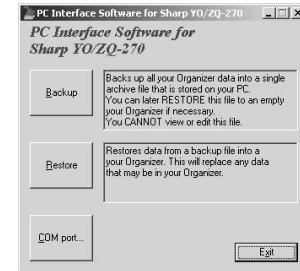 PC Interface Software for Sharp YO/ZQ-270
PC Interface Software for
Sharp YO/ZQ-270
Backup
Backs up all your Organizer data into a single
archive file that is stored on your PC.
You can later RESTORE this file to an empty
your Organizer if necessary.
You CANNOT view or edit this file.
Restore
Restores data from a backup file into a
your Organizer. This will replace any data
that may be in your Organizer.
COM port...
Exit